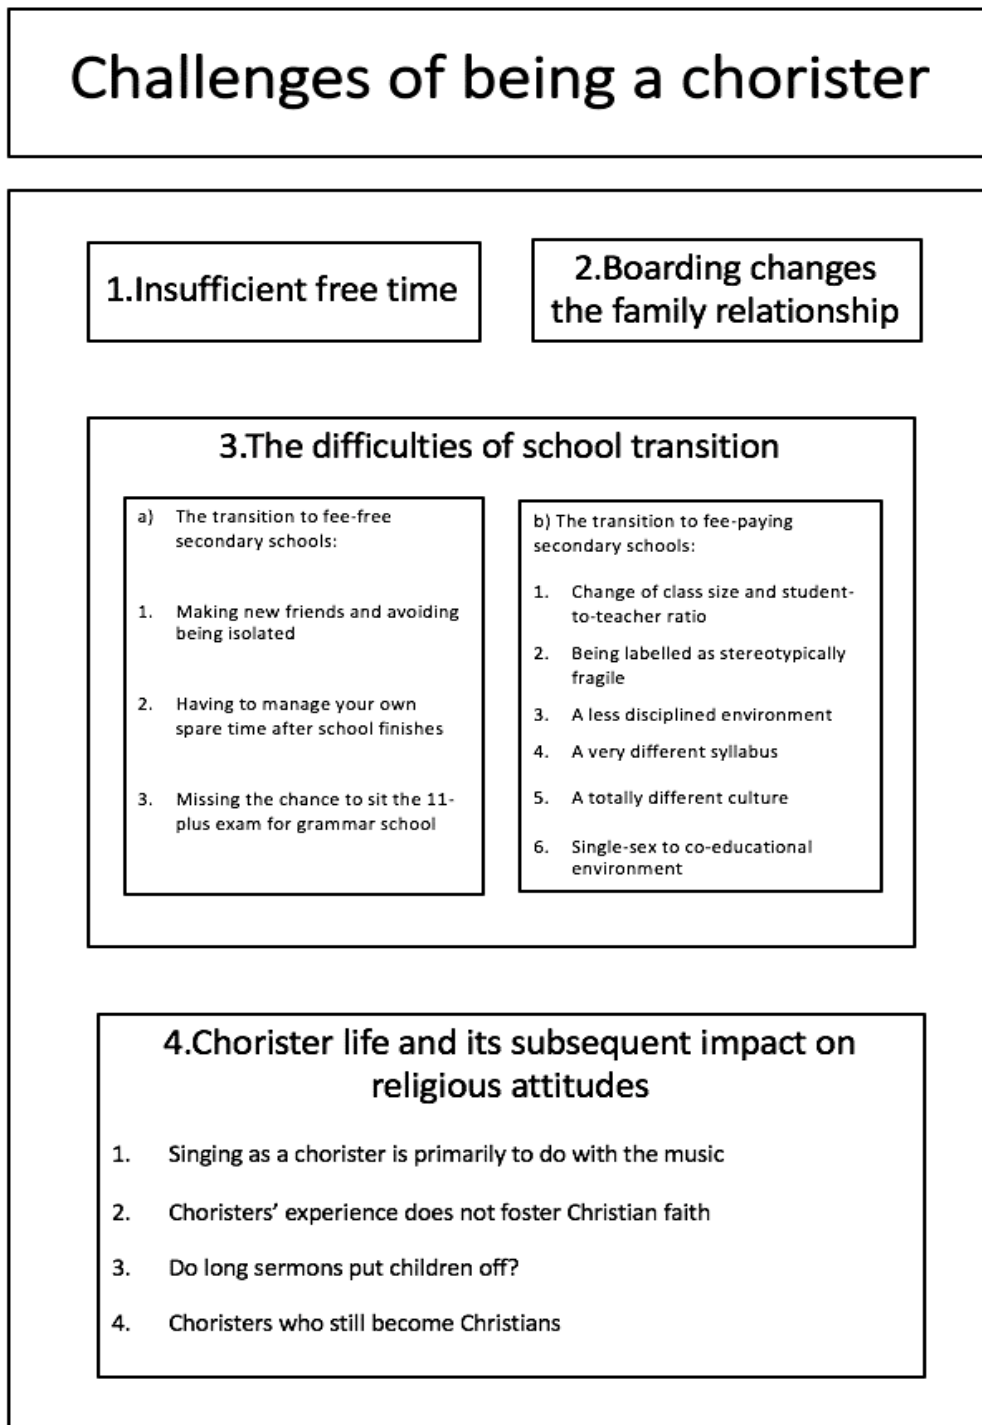 Challenges of being a chorister
1.Insufficient free time
2.Boarding changes
the family relationship
3.The difficulties of school transition
a) The transition to fee-free
secondary schools:
1. Making new friends and avoiding
being isolated
2. Having to manage your own
spare time after school finishes
3. Missing the chance to sit the 11-
plus exam for grammar school
b) The transition to fee-paying
secondary schools:
1. Change of class size and student-
to-teacher ratio
2. Being labelled as stereotypically
fragile
3. A less disciplined environment
4. A very different syllabus
5. A totally different culture
6. Single-sex to co-educational
environment
4.Chorister life and its subsequent impact on
religious attitudes
1. Singing as a chorister is primarily to do with the music
2. Choristers’ experience does not foster Christian faith
3. Do long sermons put children off?
4. Choristers who still become Christians